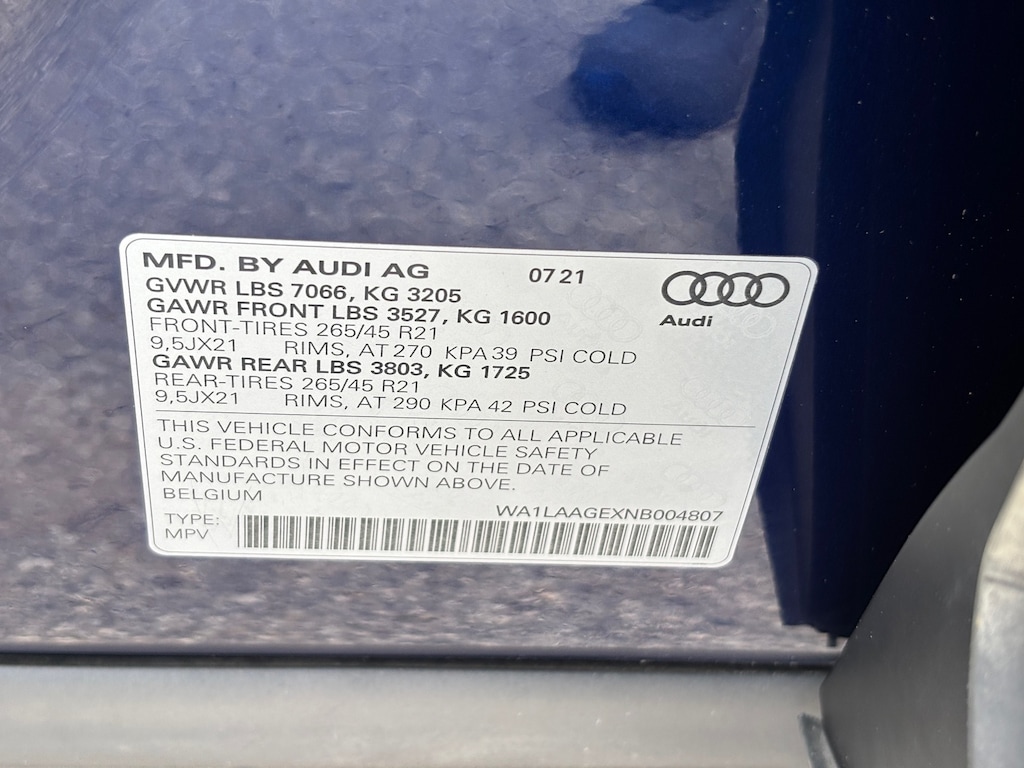 MFD. BY AUDI AG 07 21
GVWR LBS 7066, KG 3205
GAWR FRONT LBS 3527, KG 1600
FRONT-TIRES 265/45 R21
9,5JX21 RIMS, AT 270 KPA 39 PSI COLD
GAWR REAR LBS 3803, KG 1725
REAR-TIRES 265/45 R21
9,5JX21 RIMS, AT 290 KPA 42 PSI COLD
Audi
THIS VEHICLE CONFORMS TO ALL APPLICABLE
U.S. FEDERAL MOTOR VEHICLE SAFETY
STANDARDS IN EFFECT ON THE DATE OF
MANUFACTURE SHOWN ABOVE.
BELGIUM
WA1LAAGEXNB004807
TYPE:
MPV